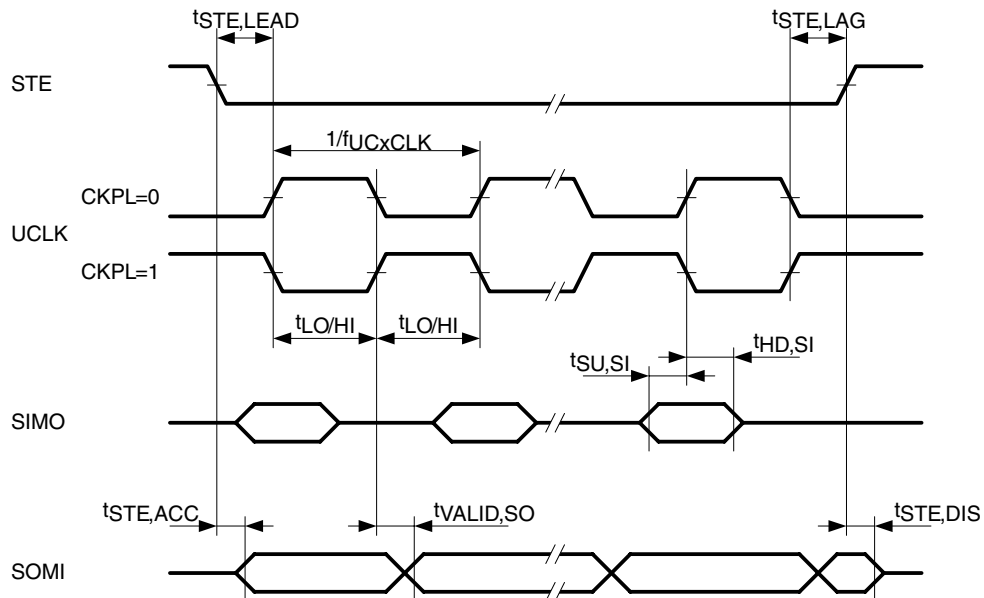 tSTE,LEAD
tSTE,LAG
STE
1/fUCxCLK
CKPL=0
UCLK
CKPL=1
tLO/HI
tLO/HI
tHD,SI
tSU,SI
SIMO
tSTE,ACC
tVALID,SO
tSTE,DIS
SOMI